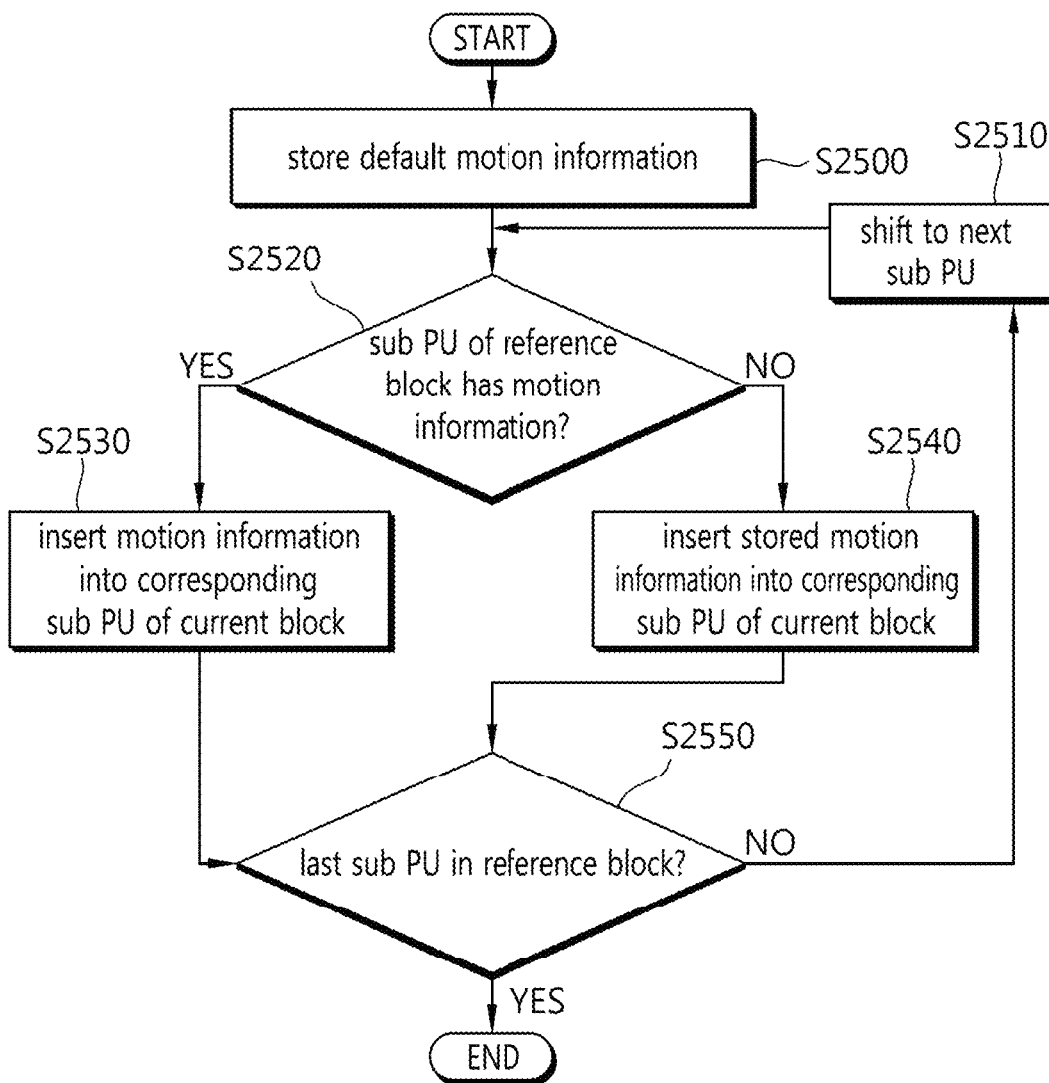 START
store default motion information
S2500
S2510
shift to next
sub PU
S2520
sub PU of reference
block has motion
information?
YES
NO
S2530
insert motion information
into corresponding
sub PU of current block
S2540
insert stored motion
information into corresponding
sub PU of current block
S2550
last sub PU in reference block?
NO
YES
END